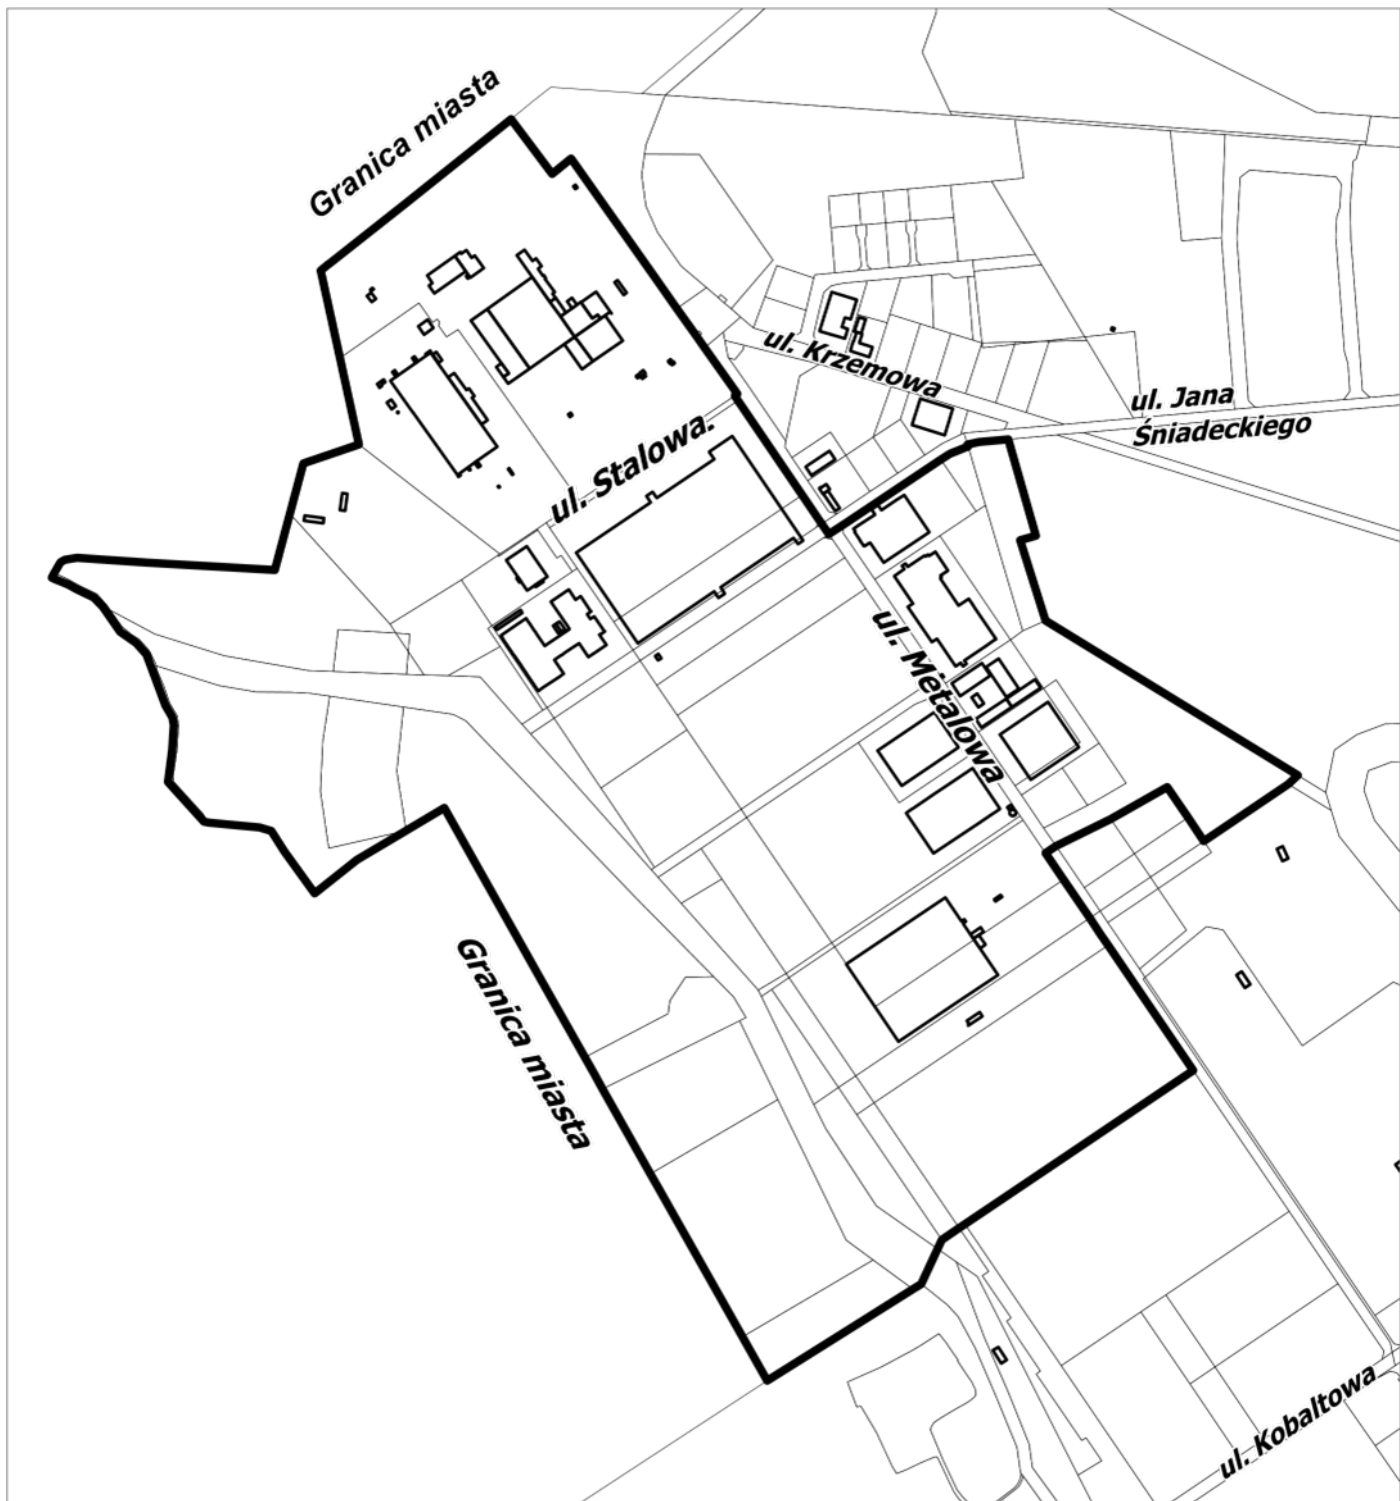 Granica miasta
ul. Krzemowa
ul. Jana
Śniadeckiego
ul. Stalowa.
ul. Metalowa
Granica miasta
ul. Kobaltowa